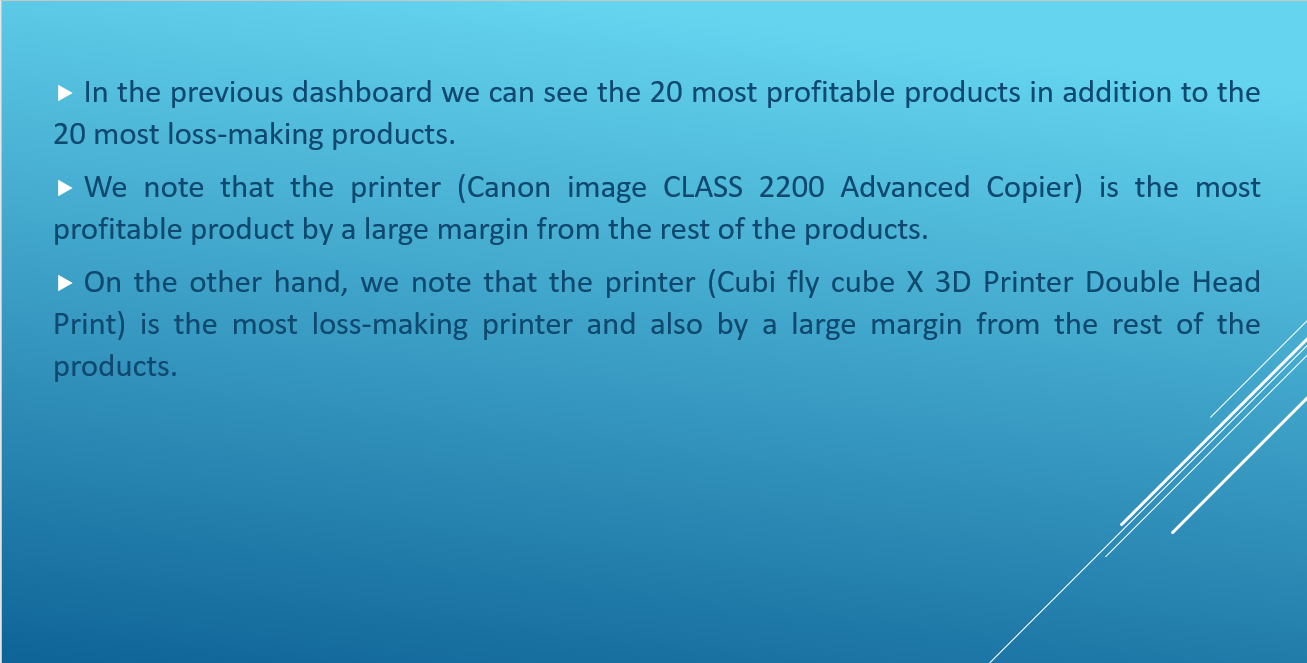 In the previous dashboard we can see the 20 most profitable products in addition to the
20 most loss-making products.
We note that the printer (Canon image CLASS 2200 Advanced Copier) is the most
profitable product by a large margin from the rest of the products.
On the other hand, we note that the printer (Cubi fly cube X 3D Printer Double Head
Print) is the most loss-making printer and also by a large margin from the rest of the
products.